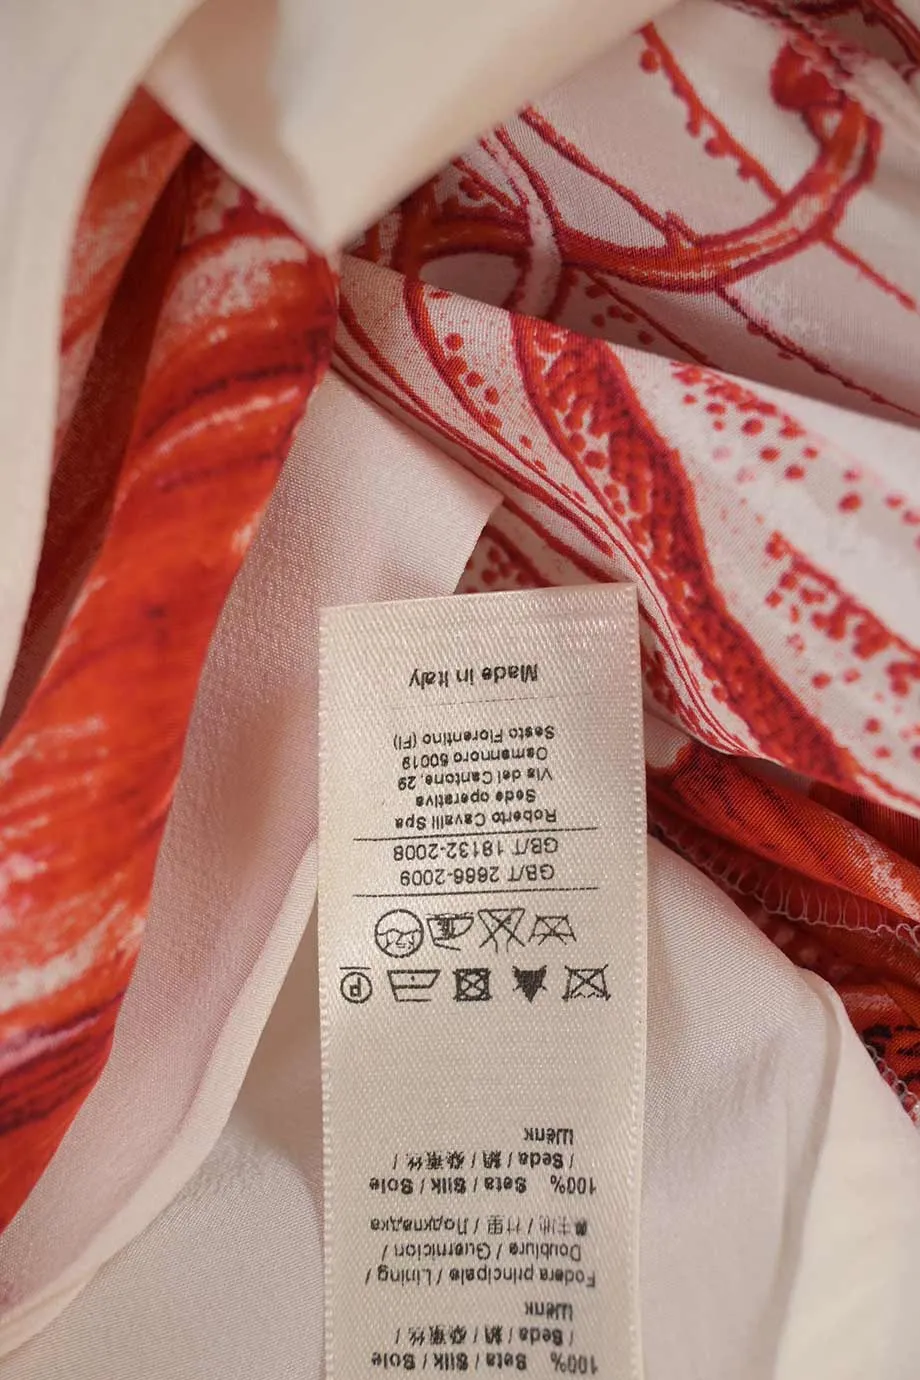 100% Seta / Silk / Soie
/ Seda / 絹 / 桑蚕丝 /
Шёлк
Fodera principale / Lining /
Doublure / Guarnicion /
/ Подкладка
100% Seta / Silk / Soie
/ Seda / 絹 / 桑蚕丝 /
Шёлк
P
GB/T 2666-2009
GB/T 18132-2008
Roberto Cavalli Spa
Sede operativa
Via del Cantone, 29
Osmannoro 50019
Sesto Fiorentino (FI)
Made in Italy